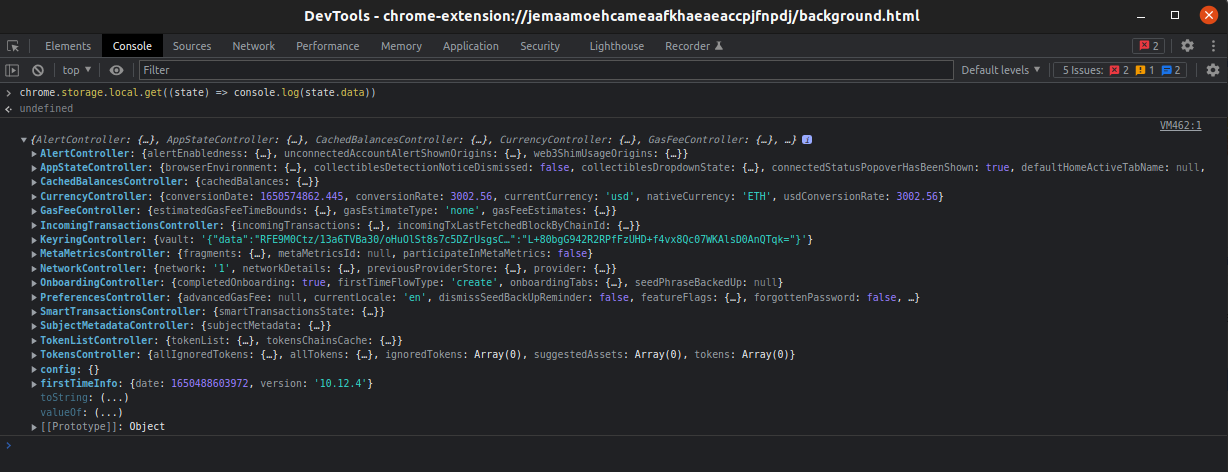 DevTools - chrome-extension://jemaamoehcameaafkhaeaeaccpjfnpdj/background.html
Elements Console Sources Network Performance Memory Application Security Lighthouse Recorder 2
top Filter Default levels 5 Issues: 2 1 2
> chrome.storage.local.get((state) => console.log(state.data))
undefined
VM462:1
{AlertController: {…}, AppStateController: {…}, CachedBalancesController: {…}, CurrencyController: {…}, GasFeeController: {…}, …} i
AlertController: {alertEnabledness: {…}, unconnectedAccountAlertShownOrigins: {…}, web3ShimUsageOrigins: {…}}
AppStateController: {browserEnvironment: {…}, collectiblesDetectionNoticeDismissed: false, collectiblesDropdownState: {…}, connectedStatusPopoverHasBeenShown: true, defaultHomeActiveTabName: null,
CachedBalancesController: {cachedBalances: {…}}
CurrencyController: {conversionDate: 1650574862.445, conversionRate: 3002.56, currentCurrency: 'usd', nativeCurrency: 'ETH', usdConversionRate: 3002.56}
GasFeeController: {estimatedGasFeeTimeBounds: {…}, gasEstimateType: 'none', gasFeeEstimates: {…}}
IncomingTransactionsController: {incomingTransactions: {…}, incomingTxLastFetchedBlockByChainId: {…}}
KeyringController: {vault: '{"data":"RFE9M0Ctz/13a6TVBa30/oHuOlSt8s7c5DZrUsgsC…":"L+80bgG942R2RPfFzUHD+f4vx8Qc07WKAlsD0AnQTqk="}'}
MetaMetricsController: {fragments: {…}, metaMetricsId: null, participateInMetaMetrics: false}
NetworkController: {network: '1', networkDetails: {…}, previousProviderStore: {…}, provider: {…}}
OnboardingController: {completedOnboarding: true, firstTimeFlowType: 'create', onboardingTabs: {…}, seedPhraseBackedUp: null}
PreferencesController: {advancedGasFee: null, currentLocale: 'en', dismissSeedBackUpReminder: false, featureFlags: {…}, forgottenPassword: false, …}
SmartTransactionsController: {smartTransactionsState: {…}}
SubjectMetadataController: {subjectMetadata: {…}}
TokenListController: {tokenList: {…}, tokensChainsCache: {…}}
TokensController: {allIgnoredTokens: {…}, allTokens: {…}, ignoredTokens: Array(0), suggestedAssets: Array(0), tokens: Array(0)}
config: {}
firstTimeInfo: {date: 1650488603972, version: '10.12.4'}
toString: (...)
valueOf: (...)
[[Prototype]]: Object
>